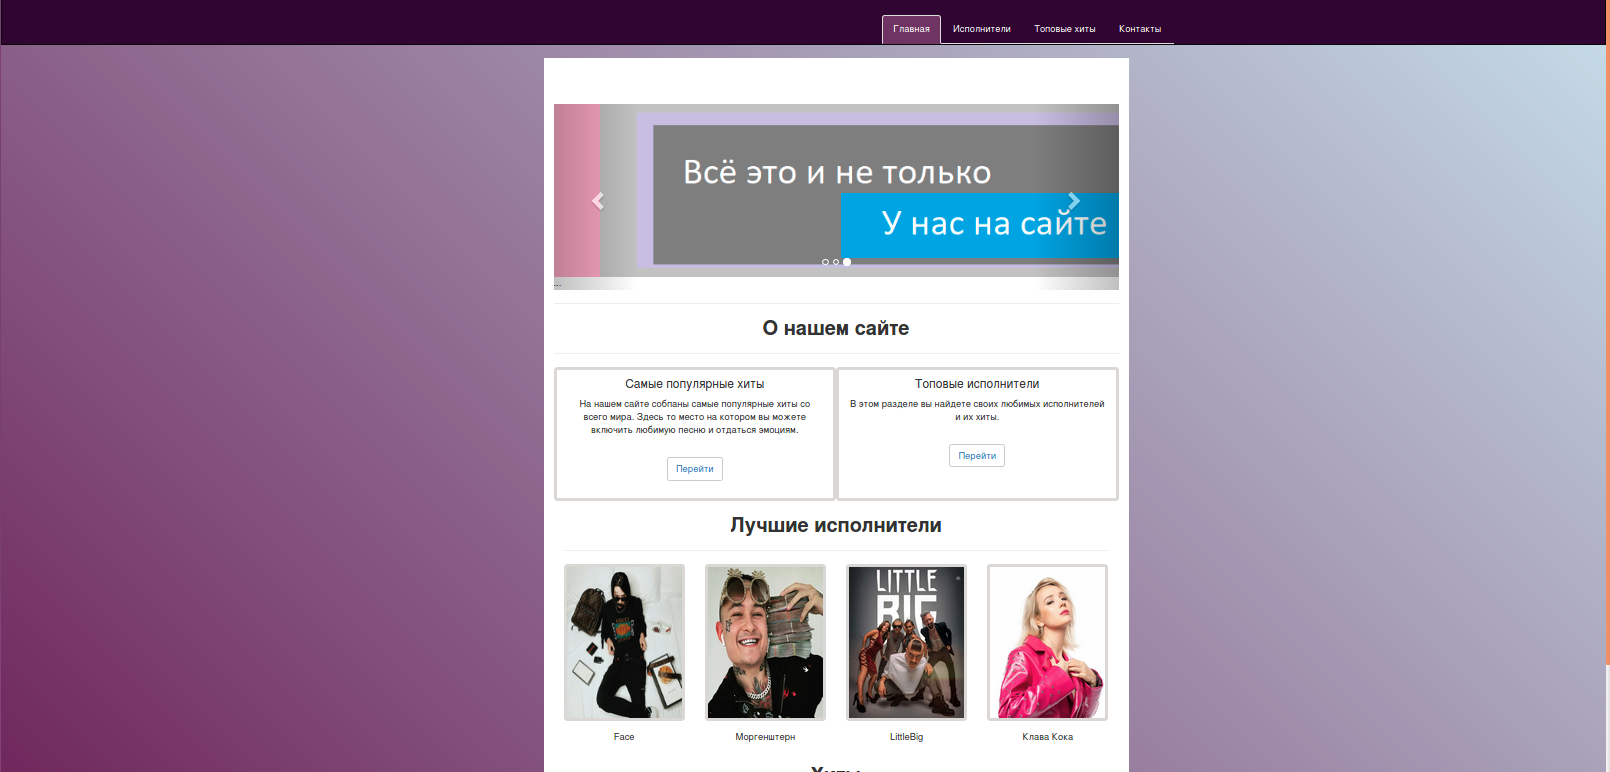 Главная Исполнители Топовые хиты Контакты
Всё это и не только
У нас на сайте
...
О нашем сайте
Самые популярные хиты
На нашем сайте собпаны самые популярные хиты со
всего мира. Здесь то место на котором вы можете
включить любимую песню и отдаться эмоциям.
Перейти
Топовые исполнители
В этом разделе вы найдете своих любимых исполнителей
и их хиты.
Перейти
Лучшие исполнители
LITTLE
BIG
Face Моргенштерн LittleBig Клава Кока
Хиты